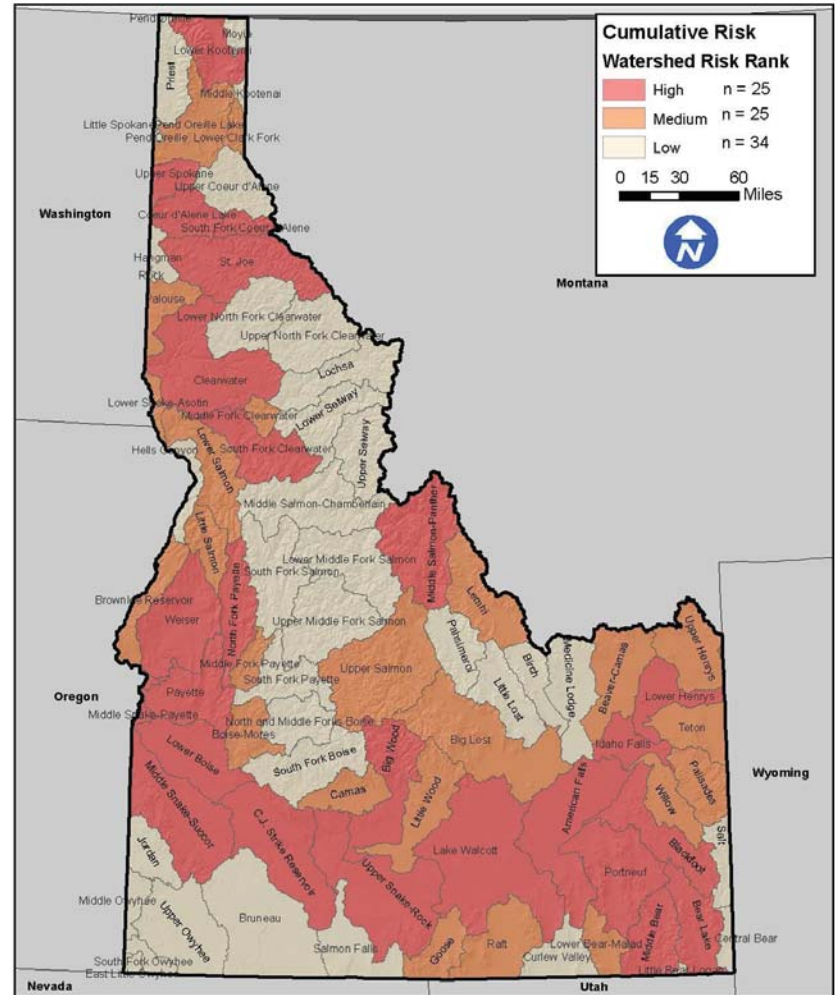 Cumulative Risk
Watershed Risk Rank
High n = 25
Medium n = 25
Low n = 34
0 15 30 60
Miles
N
Pend Oreille
Moyie
Lower Kootenai
Priest
Middle Kootenai
Little Spokane
Pend Oreille Lake
Pend Oreille
Lower Clark Fork
Upper Spokane
Upper Coeur d'Alene
Washington
Coeur d'Alene Lake
South Fork Coeur d'Alene
Hangman
St. Joe
Rock
Montana
Palouse
Lower North Fork Clearwater
Upper North Fork Clearwater
Lochsa
Clearwater
Lower Selway
Lower Snake-Asotin
Middle Fork Clearwater
Hells Canyon
Lower Salmon
South Fork Clearwater
Upper Selway
Middle Salmon-Chamberlain
Middle Salmon-Panther
Little Salmon
Lower Middle Fork Salmon
South Fork Salmon
Lemhi
Brownlee Reservoir
North Fork Payette
Weiser
Upper Middle Fork Salmon
Upper Henrys
Pahsimeroi
Birch
Medicine Lodge
Beaver-Camas
Middle Fork Payette
South Fork Payette
Upper Salmon
Little Lost
Lower Henrys
Oregon
Payette
Middle Snake-Payette
North and Middle Forks Boise
Boise-Mores
Teton
Big Lost
Idaho Falls
Lower Boise
Big Wood
South Fork Boise
Wyoming
Palisades
Willow
American Falls
Middle Snake-Succor
Camas
Little Wood
Salt
C.J. Strike Reservoir
Lake Walcott
Blackfoot
Jordan
Portneuf
Upper Snake-Rock
Middle Owyhee
Upper Owyhee
Bruneau
Middle Bear
Bear Lake
Salmon Falls
Goose
Raft
Lower Bear-Malad
Central Bear
South Fork Owyhee
Curlew Valley
East Little Owyhee
Little Bear-Logan
Nevada
Utah